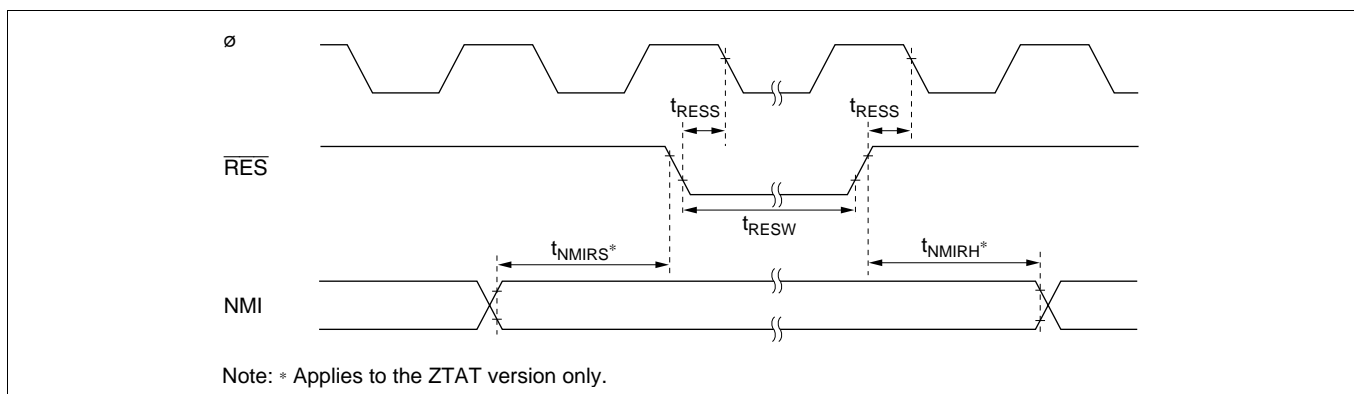 ø
tRESS tRESS
RES
tRESW
tNMIRS* tNMIRH*
NMI
Note: * Applies to the ZTAT version only.